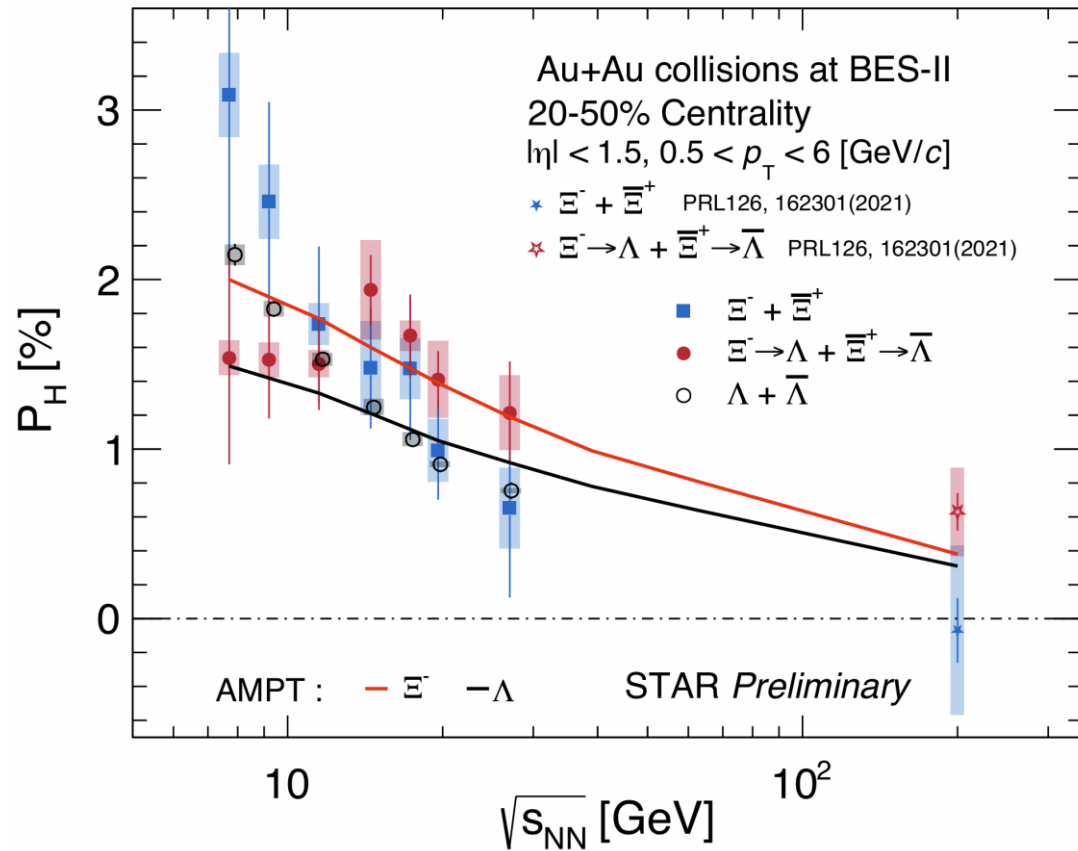 Au+Au collisions at BES-II
20-50% Centrality
|η| < 1.5, 0.5 < p_T < 6 [GeV/c]
Ξ⁻ + Ξ̅⁺ PRL126, 162301(2021)
Ξ⁻→Λ + Ξ̅⁺→Λ̅ PRL126, 162301(2021)
Ξ⁻ + Ξ̅⁺
Ξ⁻→Λ + Ξ̅⁺→Λ̅
Λ + Λ̅
P_H [%]
3
2
1
0
AMPT : Ξ⁻ Λ
STAR Preliminary
10
10²
√s_NN [GeV]